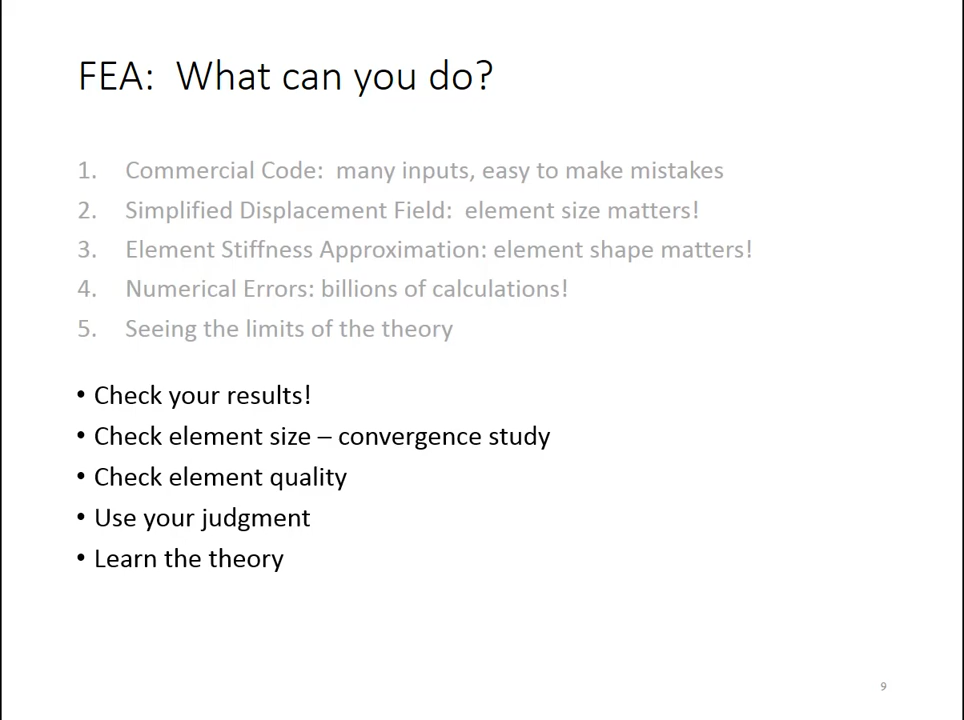 FEA: What can you do?
1. Commercial Code: many inputs, easy to make mistakes
2. Simplified Displacement Field: element size matters!
3. Element Stiffness Approximation: element shape matters!
4. Numerical Errors: billions of calculations!
5. Seeing the limits of the theory
• Check your results!
• Check element size – convergence study
• Check element quality
• Use your judgment
• Learn the theory
9